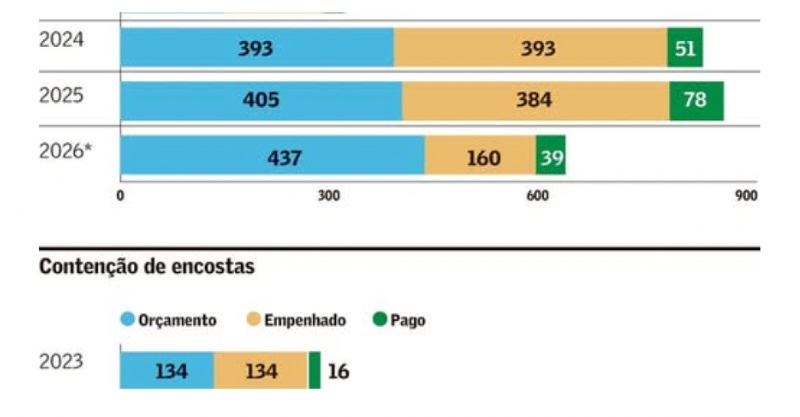 2024 393 393 51
2025 405 384 78
2026* 437 160 39
0 300 600 900
Contenção de encostas
Orçamento Empenhado Pago
2023 134 134 16